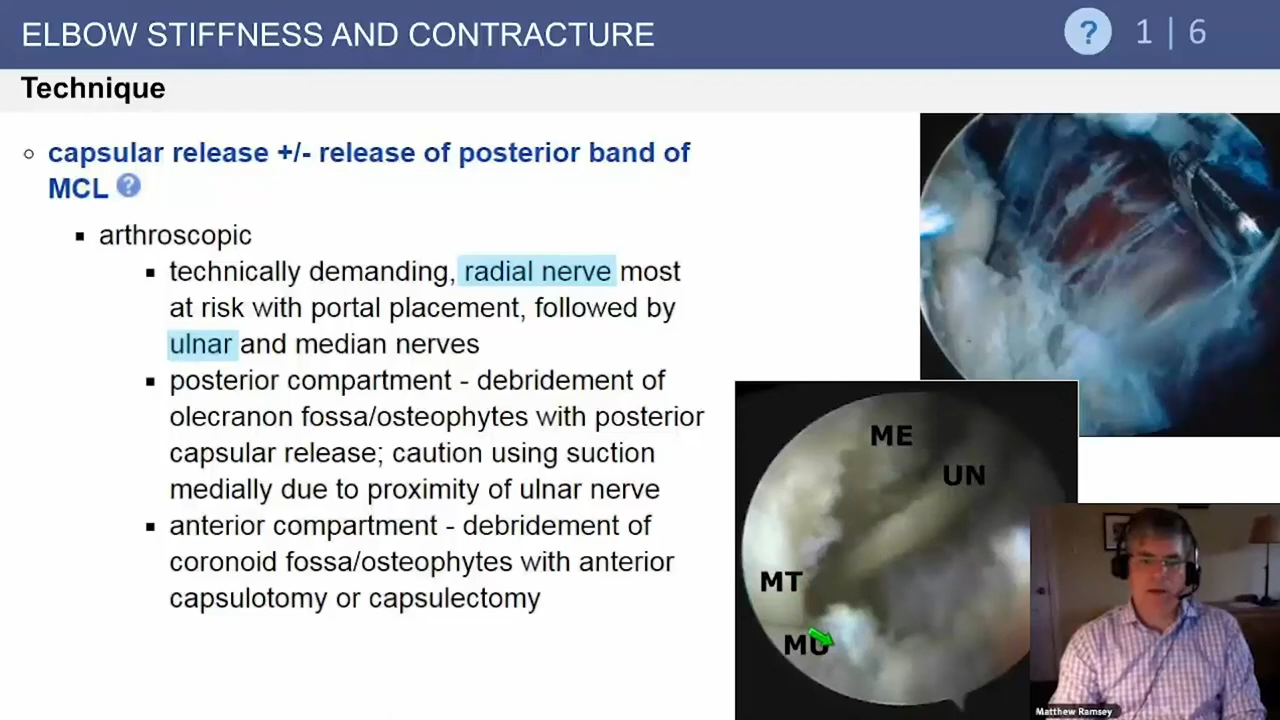 ELBOW STIFFNESS AND CONTRACTURE
? 1 | 6
Technique
capsular release +/- release of posterior band of
MCL ?
arthroscopic
technically demanding, radial nerve most
at risk with portal placement, followed by
ulnar and median nerves
posterior compartment - debridement of
olecranon fossa/osteophytes with posterior
capsular release; caution using suction
medially due to proximity of ulnar nerve
anterior compartment - debridement of
coronoid fossa/osteophytes with anterior
capsulotomy or capsulectomy
ME
UN
MT
MU
Matthew Ramsey